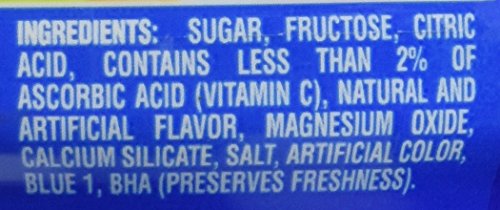 INGREDIENTS: SUGAR, FRUCTOSE, CITRIC
ACID, CONTAINS LESS THAN 2% OF
ASCORBIC ACID (VITAMIN C), NATURAL AND
ARTIFICIAL FLAVOR, MAGNESIUM OXIDE,
CALCIUM SILICATE, SALT, ARTIFICIAL COLOR,
BLUE 1, BHA (PRESERVES FRESHNESS).